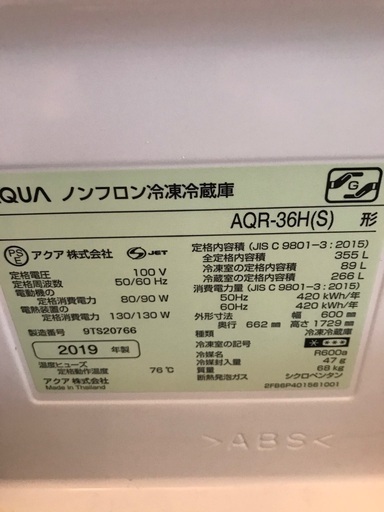 AQUA ノンフロン冷凍冷蔵庫
G
AQR-36H(S) 形
PS E アクア 株式会社 S JET
定格電圧 100 V
定格周波数 50/60 Hz
電動機の
定格消費電力 80/90 W
電熱装置の
定格消費電力 130/130 W
製造番号 9TS20766
2019 年製
温度ヒューズ
定格動作温度 76℃
アクア 株式会社
Made in Thailand
定格内容積 (JIS C 9801-3 : 2015)
全定格内容積 355 L
冷凍室の定格内容積 89 L
冷蔵室の定格内容積 266 L
消費電力量 (JIS C 9801-3 : 2015)
50Hz 420 kWh/年
60Hz 420 kWh/年
外形寸法 幅 600 mm
奥行 662 mm 高さ 1729 mm
種類 冷凍冷蔵庫
冷凍室の記号
冷媒名 R600a
冷媒封入量 47 g
質量 68 kg
断熱発泡ガス シクロペンタン
2FB6P401561001
>ABS<